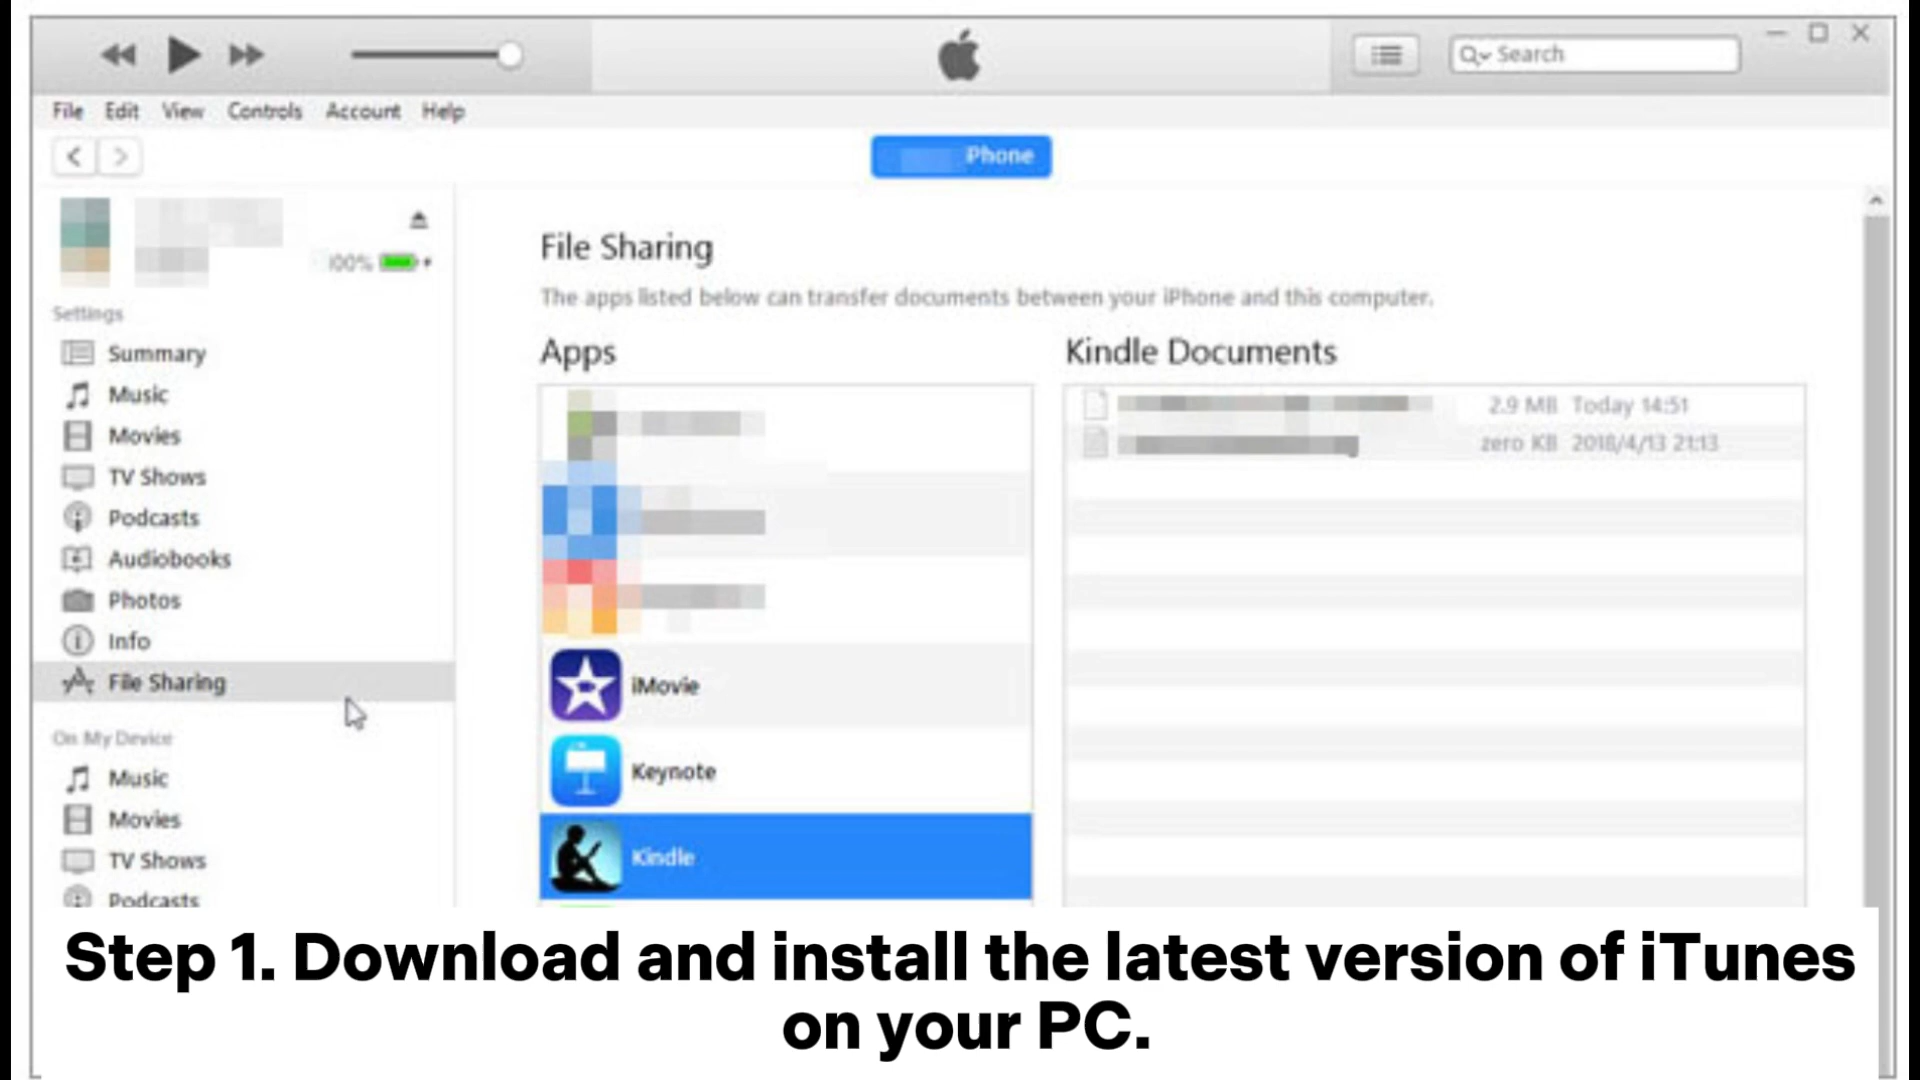 Search
File Edit View Controls Account Help
Phone
100%
Settings
Summary
Music
Movies
TV Shows
Podcasts
Audiobooks
Photos
Info
File Sharing
On My Device
Music
Movies
TV Shows
Podcasts
File Sharing
The apps listed below can transfer documents between your iPhone and this computer.
Apps
iMovie
Keynote
Kindle
Kindle Documents
2.9 MB Today 14:51
zero KB 2018/4/13 21:13
Step 1. Download and install the latest version of iTunes
on your PC.